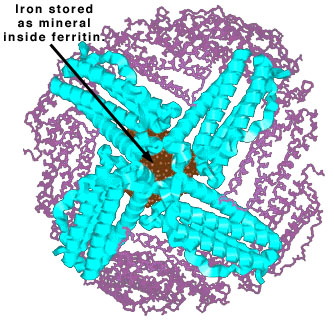 Iron stored
as mineral
inside ferritin